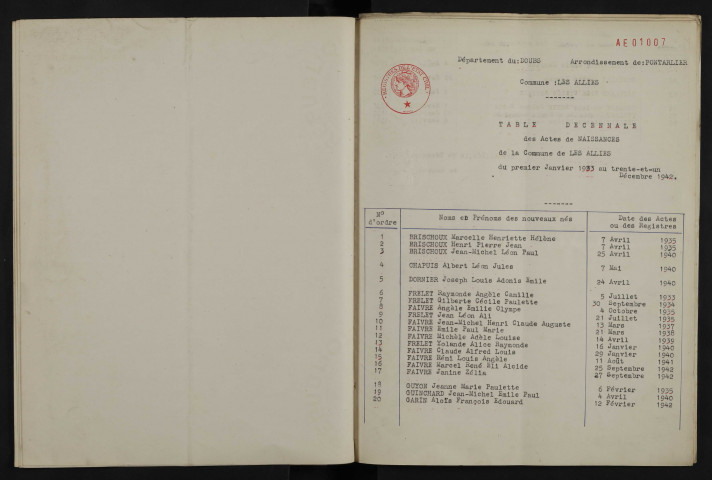 AE01007
Département du:DOUBS Arrondissement de:PONTARLIER
Commune :LES ALLIES
-------
TABLE DECENNALE
des Actes de NAISSANCES
de la Commune de LES ALLIES
du premier Janvier 1933 au trente-et-un
Décembre 1942.
-------
N° d'ordre Noms en Prénoms des nouveaux nés Date des Actes ou des Registres
1 BRISCHOUX Marcelle Henriette Hélène 7 Avril 1935
2 BRISCHOUX Henri Pierre Jean 7 Avril 1935
3 BRISCHOUX Jean-Michel Léon Paul 25 Avril 1940
4 CHAPUIS Albert Léon Jules 7 Mai 1940
5 DORNIER Joseph Louis Adonis Emile 24 Avril 1940
6 FRELET Raymonde Angèle Camille 5 Juillet 1933
7 FRELET Gilberte Cécile Paulette 30 Septembre 1934
8 FAIVRE Angèle Emilie Olympe 4 Octobre 1935
9 FRELET Jean Léon Ali 21 Juillet 1935
10 FAIVRE Jean-Michel Henri Claude Auguste 13 Mars 1937
11 FAIVRE Emile Paul Marie 21 Mars 1938
12 FAIVRE Michèle Adèle Louise 14 Avril 1939
13 FRELET Yolande Alice Raymonde 16 Janvier 1940
14 FAIVRE Claude Alfred Louis 29 Janvier 1940
15 FAIVRE Rémi Louis Angèle 11 Août 1941
16 FAIVRE Marcel René Eli Alcide 25 Septembre 1942
17 FAIVRE Janine Zélia 27 Septembre 1942
18 GUYON Jeanne Marie Paulette 6 Février 1935
19 GUINCHARD Jean-Michel Emile Paul 4 Avril 1940
20 GARIN Aloïs François Edouard 12 Février 1942